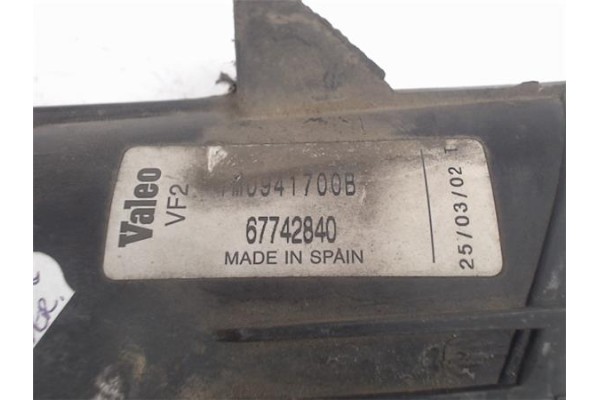 Valeo
VF2
M0941700B
67742840
MADE IN SPAIN
25/03/02 T